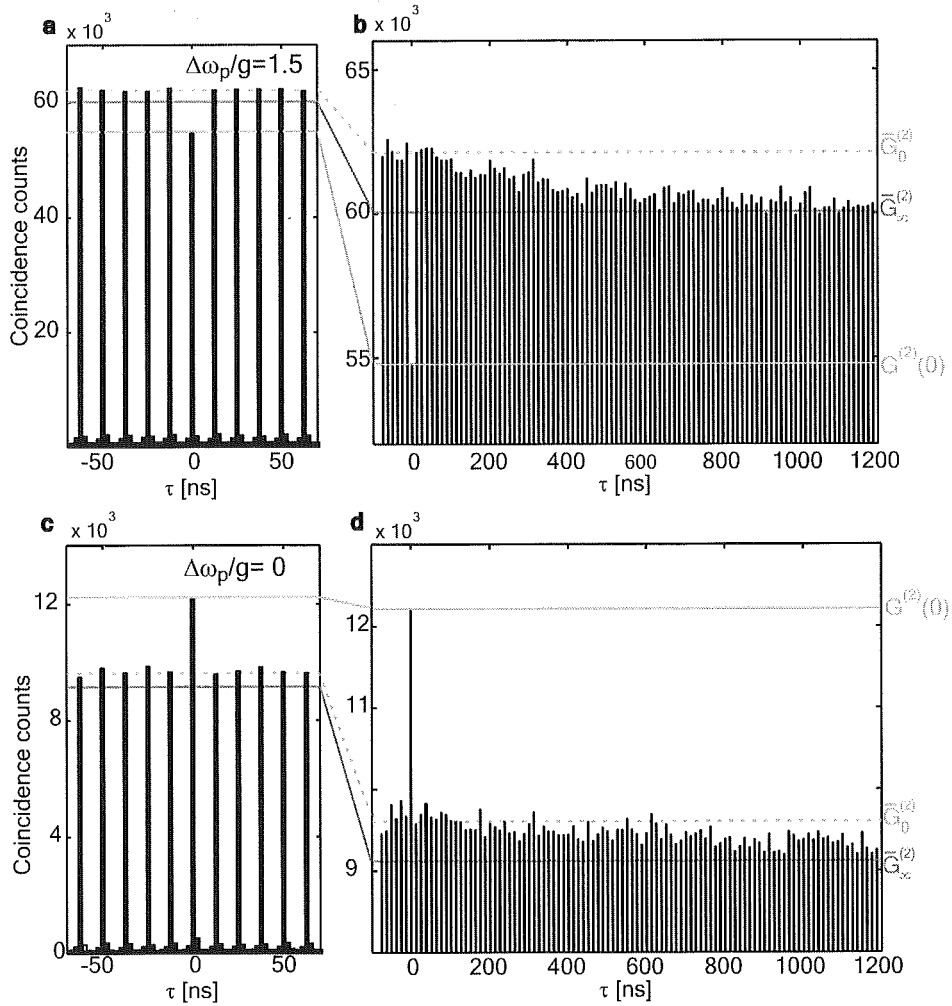 a
x 10³
Δωp/g=1.5
60
40
20
Coincidence counts
-50
0
50
τ [ns]
b
x 10³
65
60
55
G̅₀⁽²⁾
G̅∞⁽²⁾
G⁽²⁾(0)
0
200
400
600
800
1000
1200
τ [ns]
c
x 10³
Δωp/g= 0
12
8
4
0
Coincidence counts
-50
0
50
τ [ns]
d
x 10³
12
11
9
G⁽²⁾(0)
G̅₀⁽²⁾
G̅∞⁽²⁾
0
200
400
600
800
1000
1200
τ [ns]